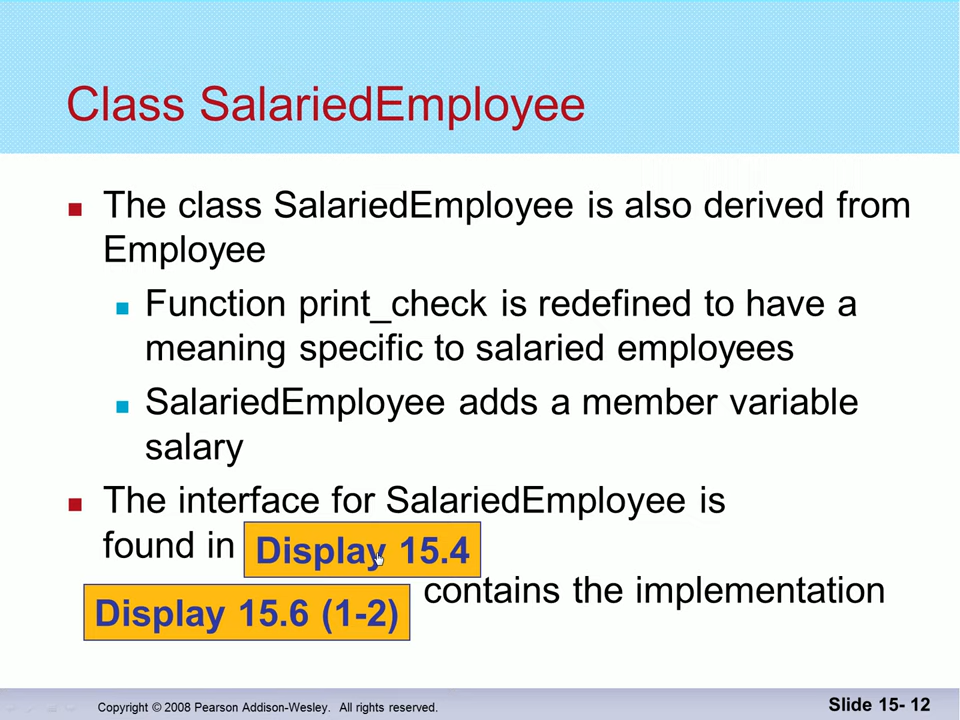 Class SalariedEmployee
The class SalariedEmployee is also derived from
Employee
Function print_check is redefined to have a
meaning specific to salaried employees
SalariedEmployee adds a member variable
salary
The interface for SalariedEmployee is
found in Display 15.4
Display 15.6 (1-2) contains the implementation
Copyright © 2008 Pearson Addison-Wesley. All rights reserved.
Slide 15- 12